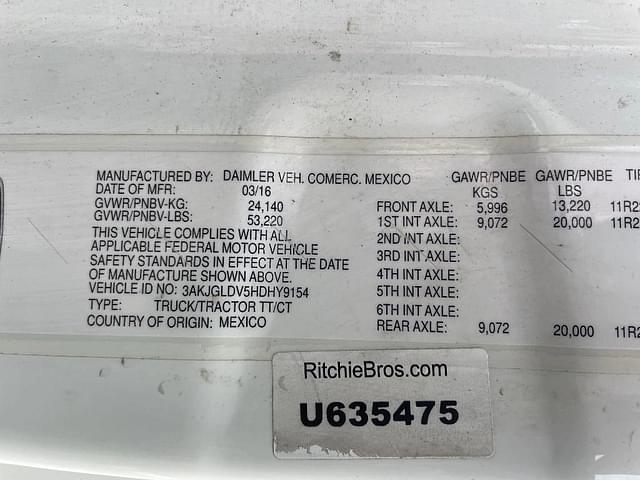 MANUFACTURED BY: DAIMLER VEH. COMERC. MEXICO
DATE OF MFR: 03/16
GVWR/PNBV-KG: 24,140
GVWR/PNBV-LBS: 53,220
THIS VEHICLE COMPLIES WITH ALL
APPLICABLE FEDERAL MOTOR VEHICLE
SAFETY STANDARDS IN EFFECT AT THE DATE
OF MANUFACTURE SHOWN ABOVE.
VEHICLE ID NO: 3AKJGLDV5HDHY9154
TYPE: TRUCK/TRACTOR TT/CT
COUNTRY OF ORIGIN: MEXICO
GAWR/PNBE GAWR/PNBE TI
KGS LBS
FRONT AXLE: 5,996 13,220 11R2
1ST INT AXLE: 9,072 20,000 11R2
2ND INT AXLE:
3RD INT AXLE:
4TH INT AXLE:
5TH INT AXLE:
6TH INT AXLE:
REAR AXLE: 9,072 20,000 11R2
RitchieBros.com
U635475